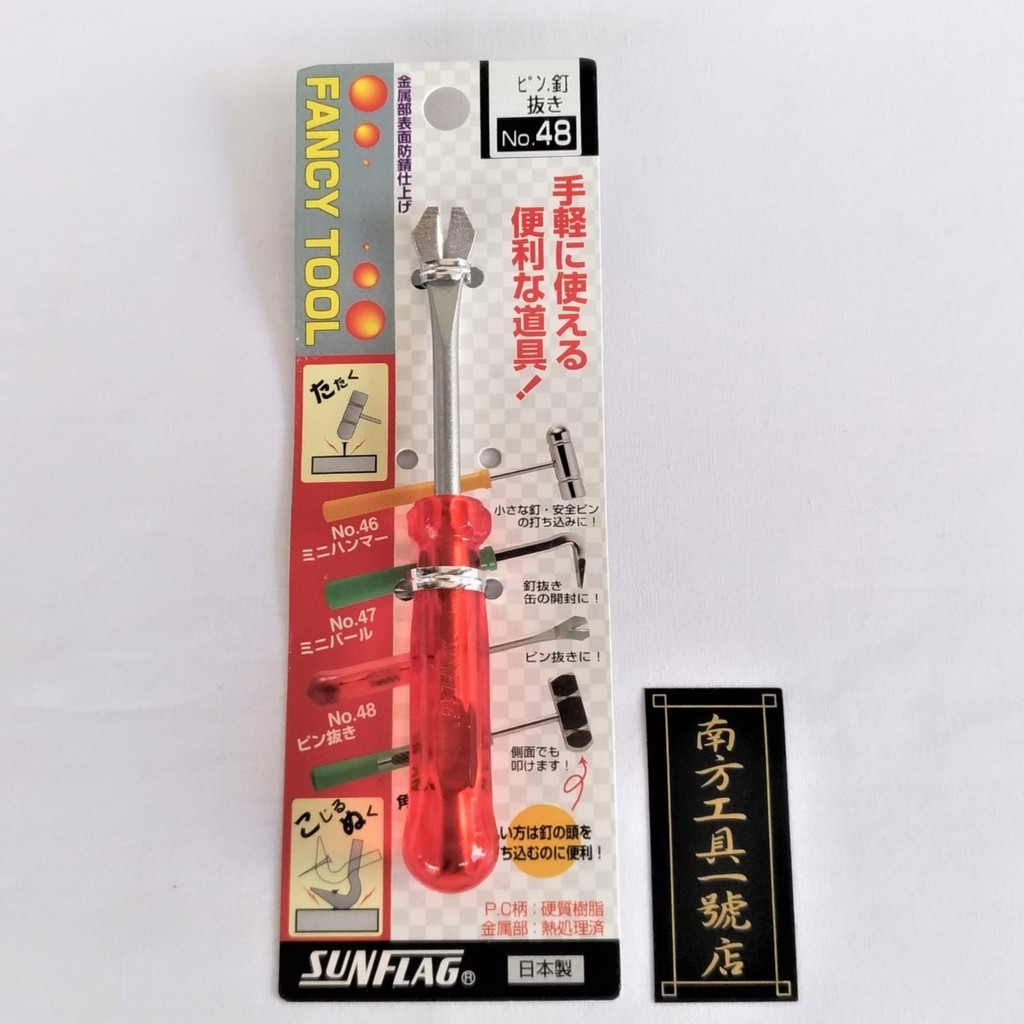 FANCY TOOL
金属部表面防錆仕上げ
ピン.釘
抜き
No.48
手軽に使える
便利な道具!
たたく
No.46
ミニハンマー
小さな釘・安全ピン
の打ち込みに!
No.47
ミニバール
釘抜き
缶の開封に!
No.48
ピン抜き
ピン抜きに!
側面でも
叩けます!
角
い方は釘の頭を
ち込むのに便利!
こじる
ぬく
P.C柄:硬質樹脂
金属部:熱処理済
SUNFLAG®
日本製
南方工具一號店